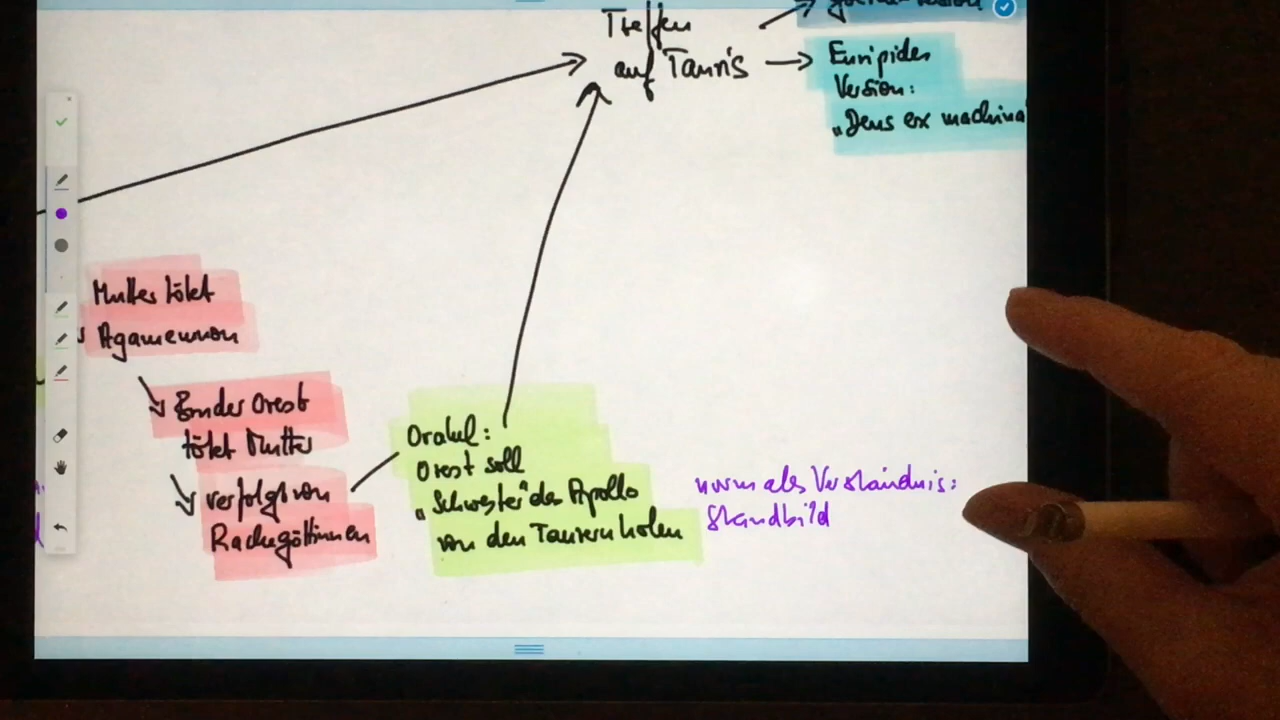 Treffen
auf Tauris
Euripides
Version:
„Deus ex machina
Mutter tötet
Agamemnon
Bruder Orest
tötet Mutter
verfolgt von
Rachegöttinnen
Orakel:
Orest soll
„Schwester" des Apollo
von den Taurern holen
normales Verständnis:
Standbild